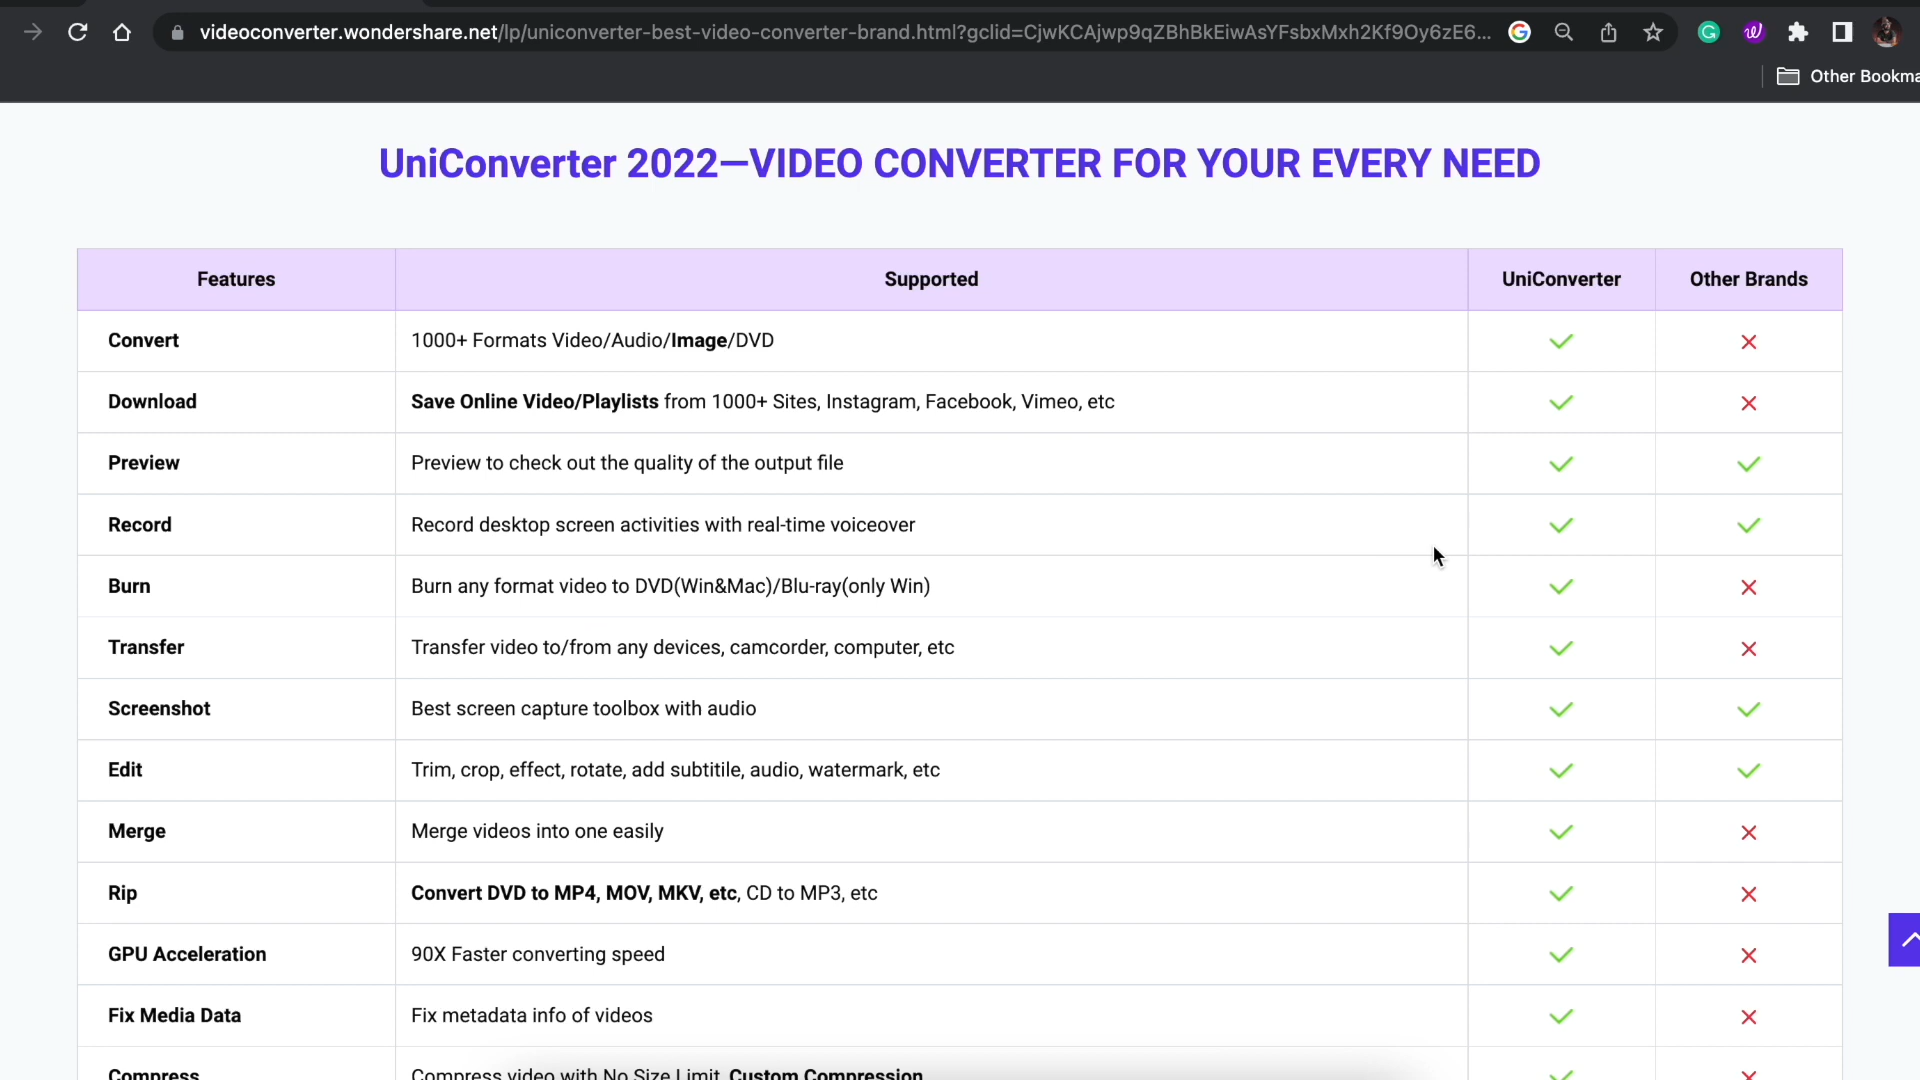 videoconverter.wondershare.net/lp/uniconverter-best-video-converter-brand.html?gclid=CjwKCAjwp9qZBhBkEiwAsYFsbxMxh2Kf9Oy6zE6...
Other Bookma
UniConverter 2022—VIDEO CONVERTER FOR YOUR EVERY NEED
Features Supported UniConverter Other Brands
Convert 1000+ Formats Video/Audio/Image/DVD
Download Save Online Video/Playlists from 1000+ Sites, Instagram, Facebook, Vimeo, etc
Preview Preview to check out the quality of the output file
Record Record desktop screen activities with real-time voiceover
Burn Burn any format video to DVD(Win&Mac)/Blu-ray(only Win)
Transfer Transfer video to/from any devices, camcorder, computer, etc
Screenshot Best screen capture toolbox with audio
Edit Trim, crop, effect, rotate, add subtitile, audio, watermark, etc
Merge Merge videos into one easily
Rip Convert DVD to MP4, MOV, MKV, etc, CD to MP3, etc
GPU Acceleration 90X Faster converting speed
Fix Media Data Fix metadata info of videos
Compress Compress video with No Size Limit, Custom Compression